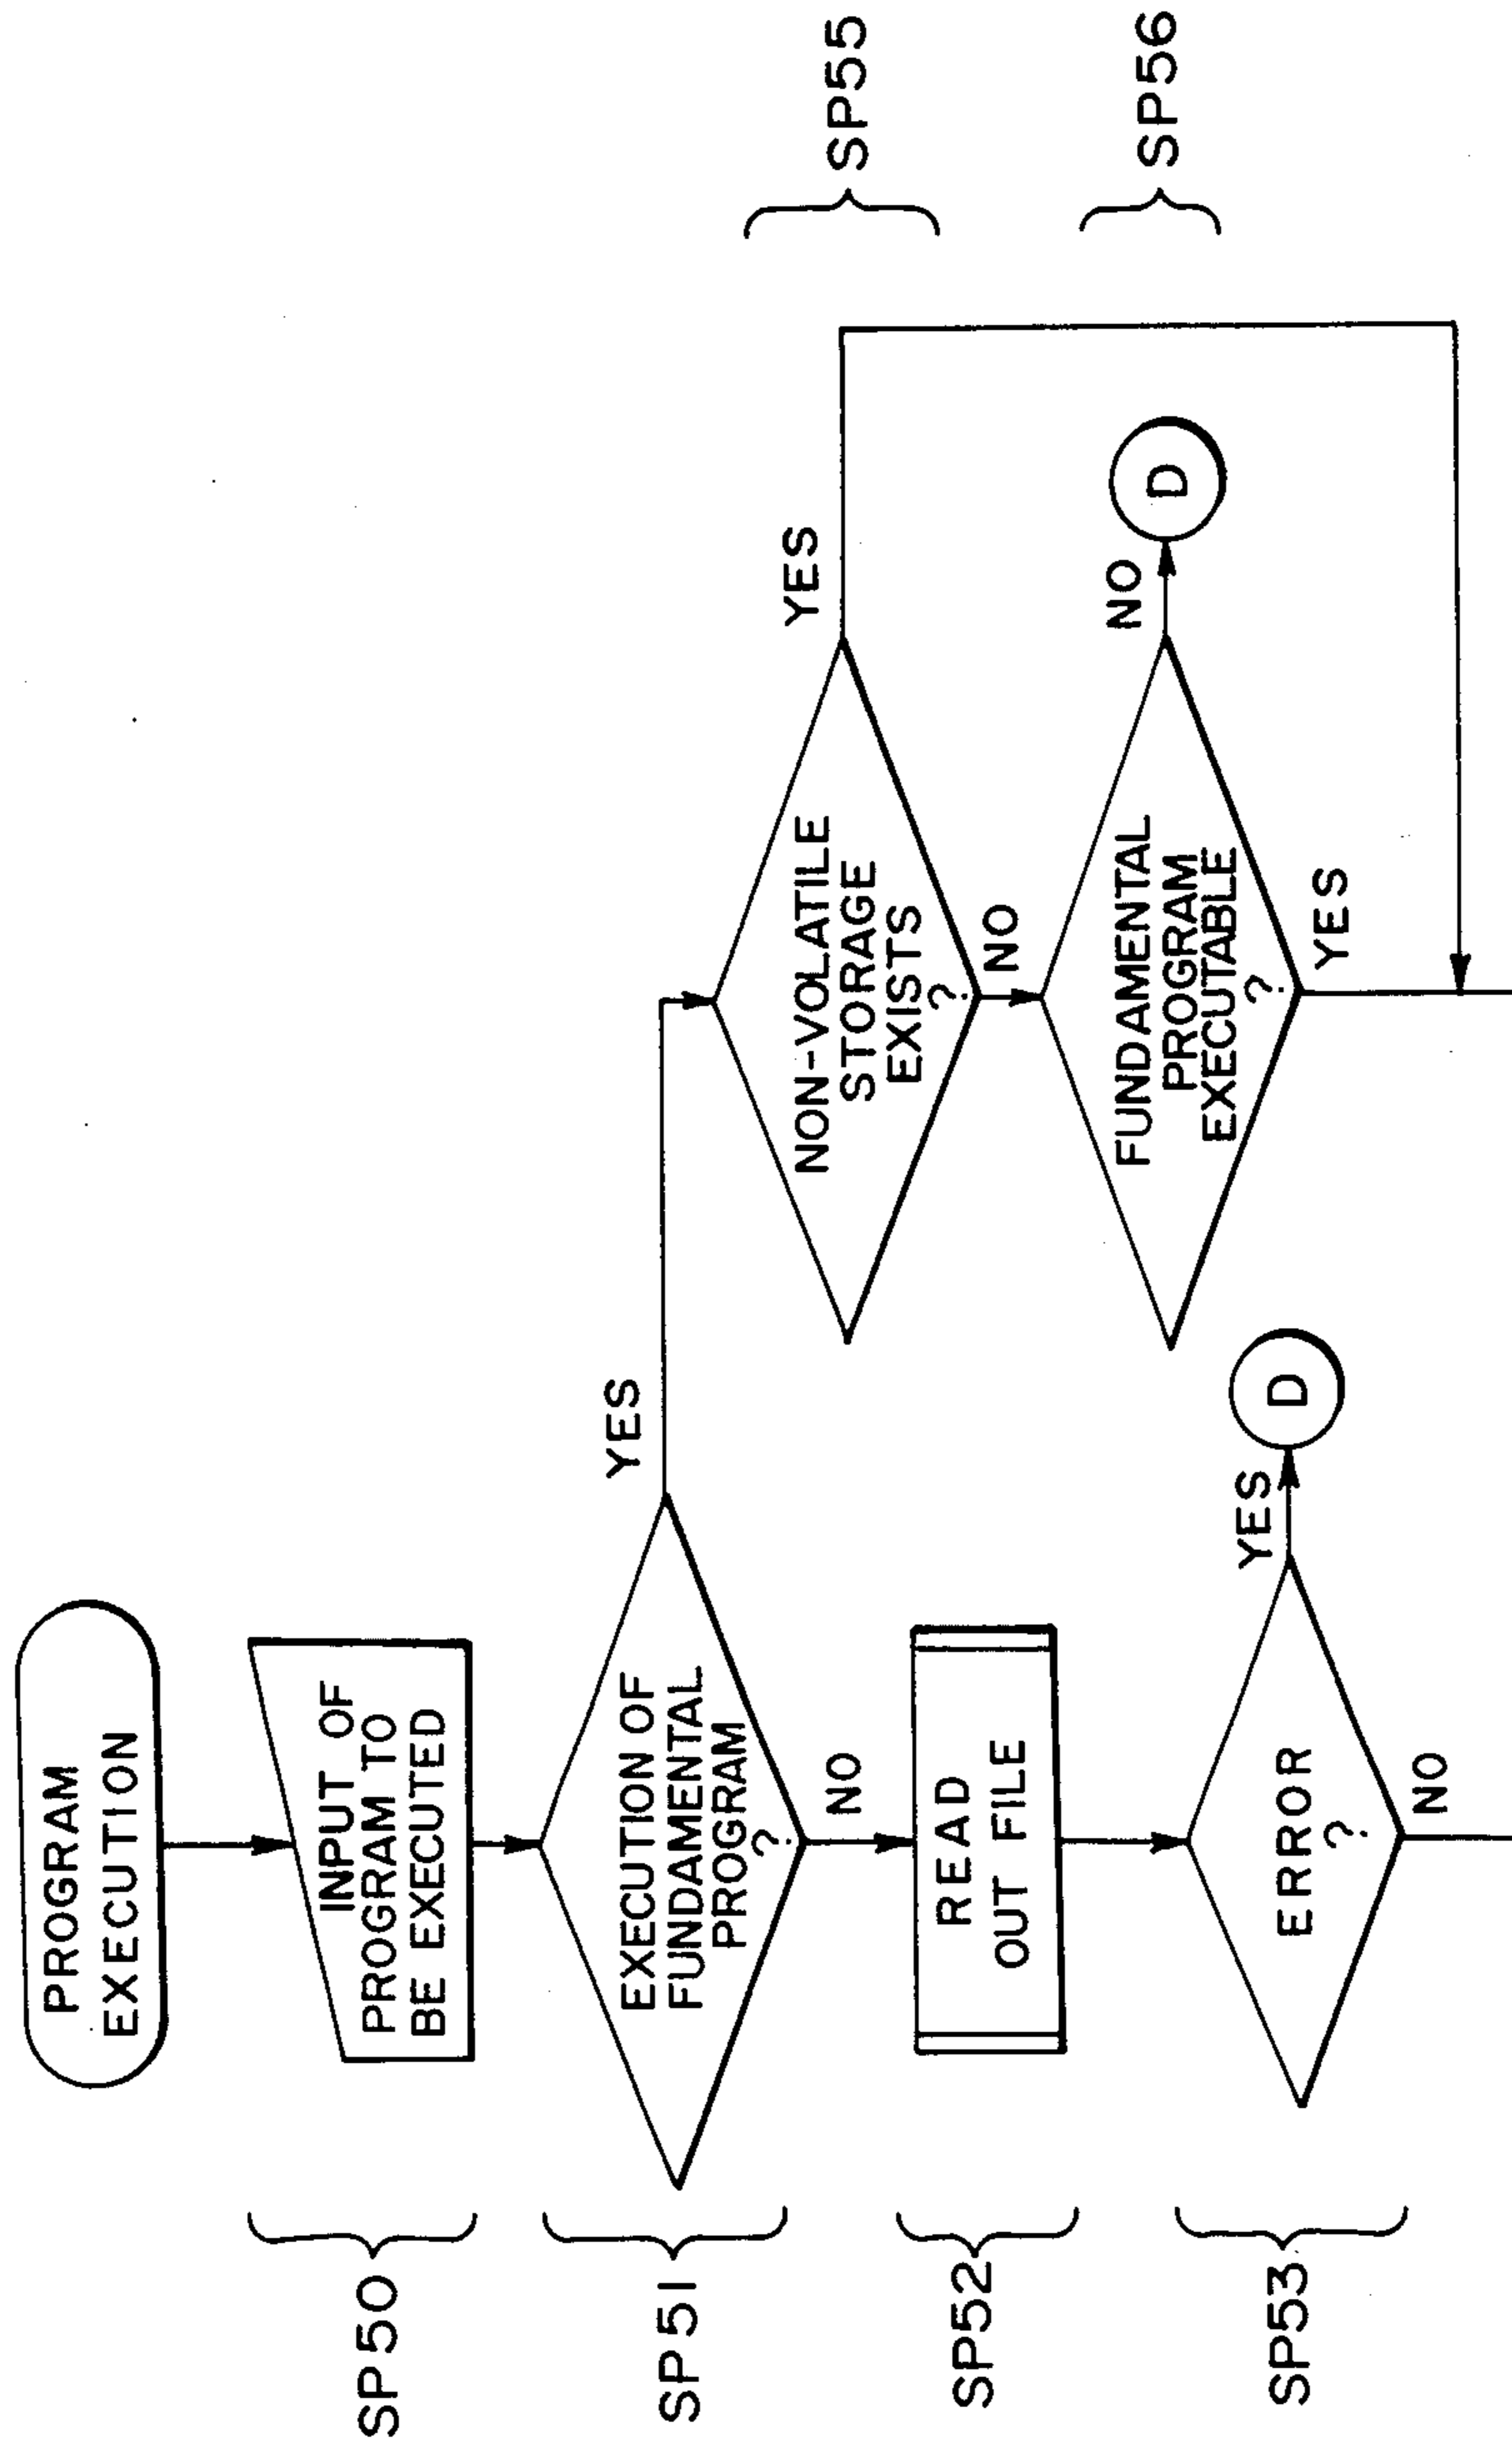 PROGRAM
EXECUTION
SP50
INPUT OF
PROGRAM TO
BE EXECUTED
SP51
EXECUTION OF
FUNDAMENTAL
PROGRAM
?
YES
NO
SP52
READ
OUT FILE
SP53
ERROR
?
YES
D
NO
SP55
NON-VOLATILE
STORAGE
EXISTS
?
YES
NO
SP56
FUNDAMENTAL
PROGRAM
EXECUTABLE
?
NO
D
YES